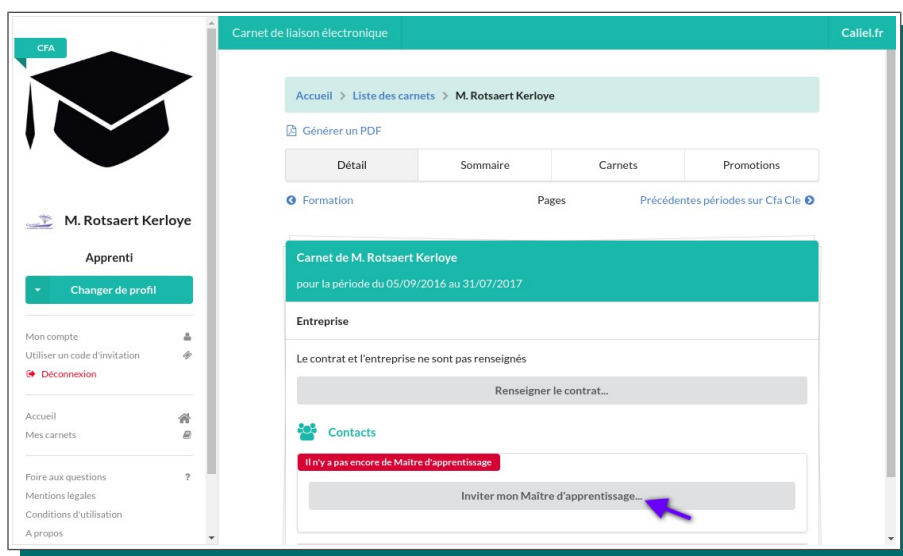 CFA
M. Rotsaert Kerloye
Apprenti
Changer de profil
Mon compte
Utiliser un code d'invitation
Déconnexion
Accueil
Mes carnets
Foire aux questions ?
Mentions légales
Conditions d'utilisation
A propos
Carnet de liaison électronique Caliel.fr
Accueil > Liste des carnets > M. Rotsaert Kerloye
Générer un PDF
Détail Sommaire Carnets Promotions
Formation Pages Précédentes périodes sur Cfa Cle
Carnet de M. Rotsaert Kerloye
pour la période du 05/09/2016 au 31/07/2017
Entreprise
Le contrat et l'entreprise ne sont pas renseignés
Renseigner le contrat...
Contacts
Il n'y a pas encore de Maître d'apprentissage
Inviter mon Maître d'apprentissage...